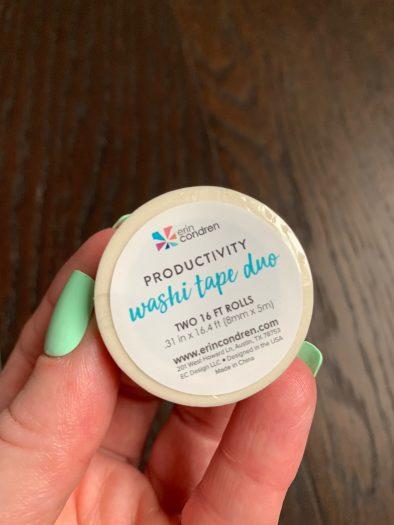 erin
condren
PRODUCTIVITY
washi tape duo
TWO 16 FT ROLLS
.31 in x 16.4 ft (8mm x 5m)
www.erincondren.com
201 West Howard Ln, Austin, TX 78753
EC Design LLC • Designed in the USA
Made in China